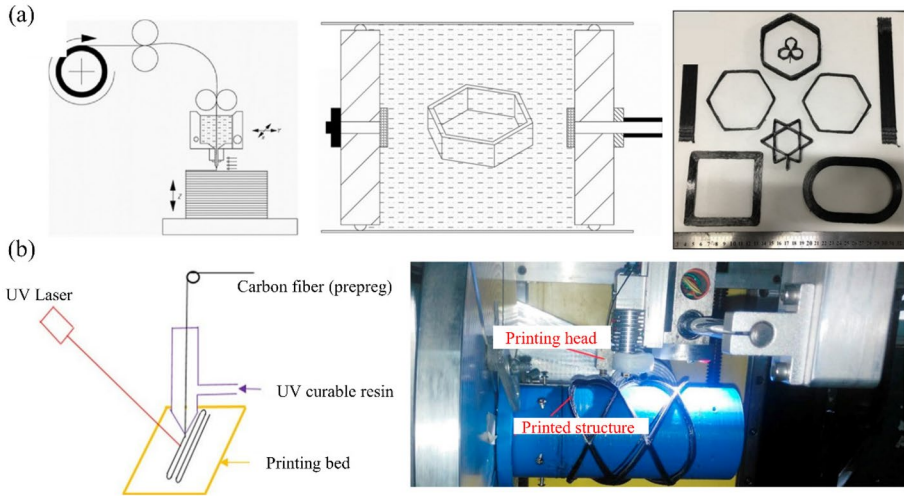 (a)
(b)
UV Laser
Carbon fiber (prepreg)
UV curable resin
Printing bed
Printing head
Printed structure